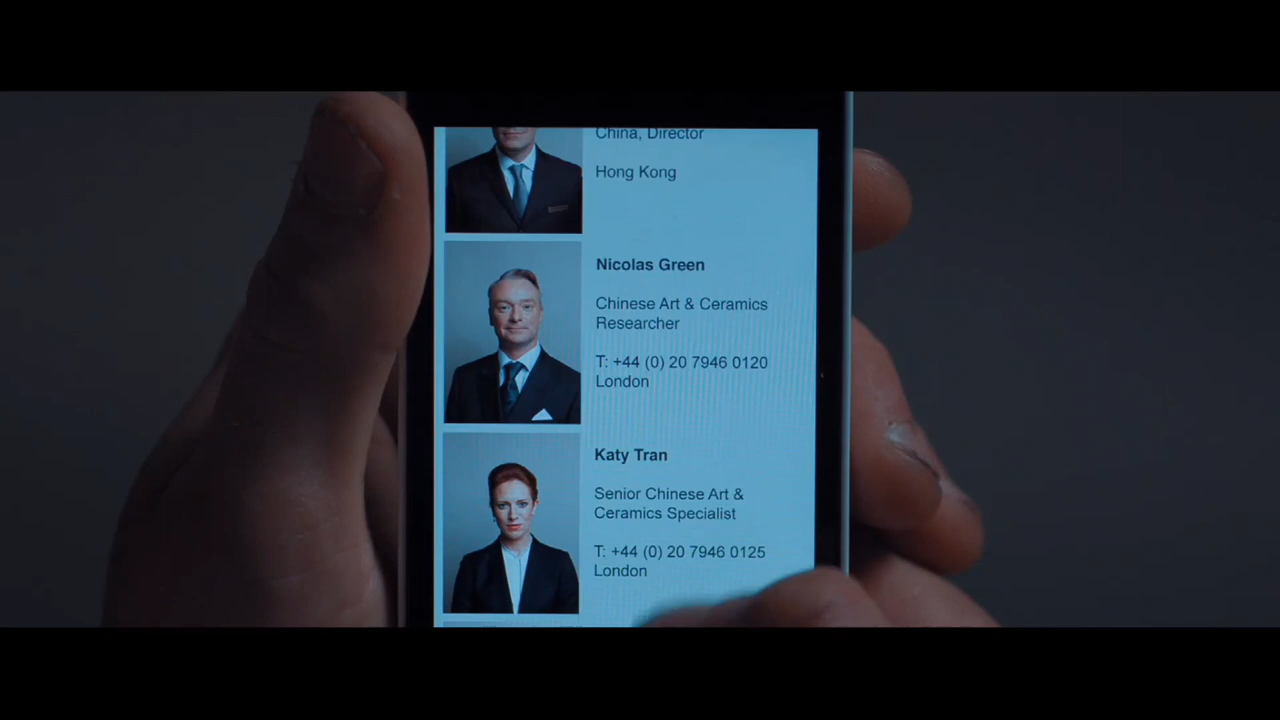 China, Director
Hong Kong
Nicolas Green
Chinese Art & Ceramics
Researcher
T: +44 (0) 20 7946 0120
London
Katy Tran
Senior Chinese Art &
Ceramics Specialist
T: +44 (0) 20 7946 0125
London